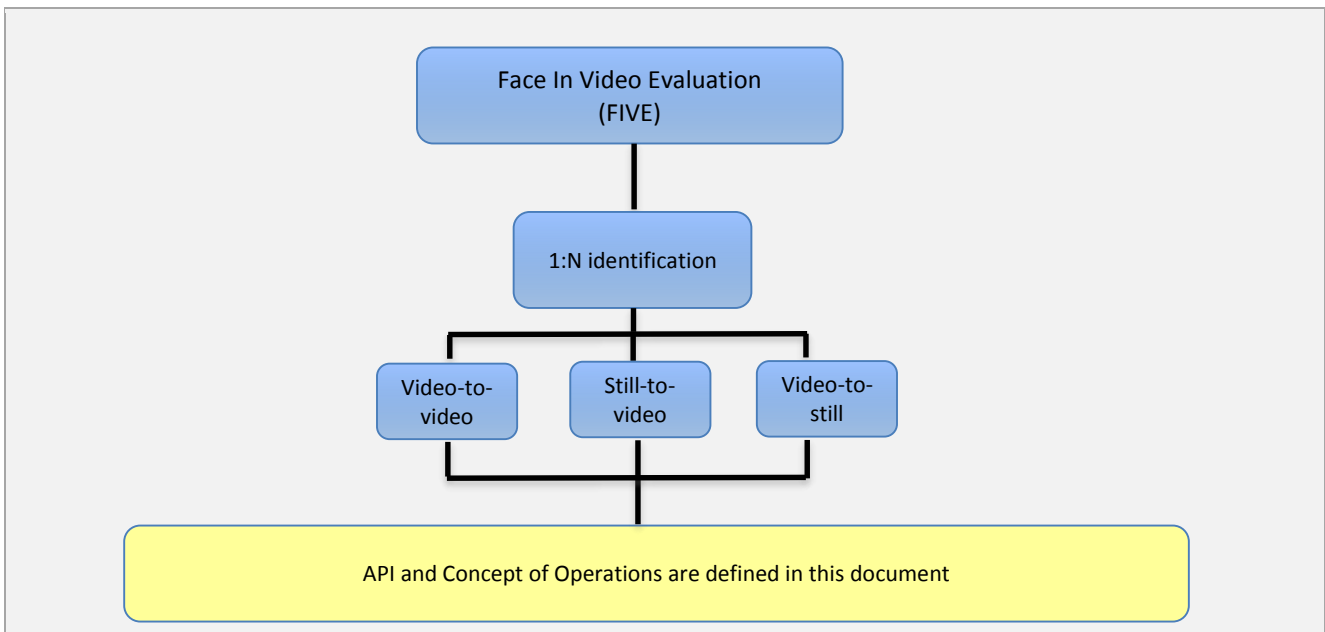 Face In Video Evaluation
(FIVE)
1:N identification
Video-to-
video
Still-to-
video
Video-to-
still
API and Concept of Operations are defined in this document